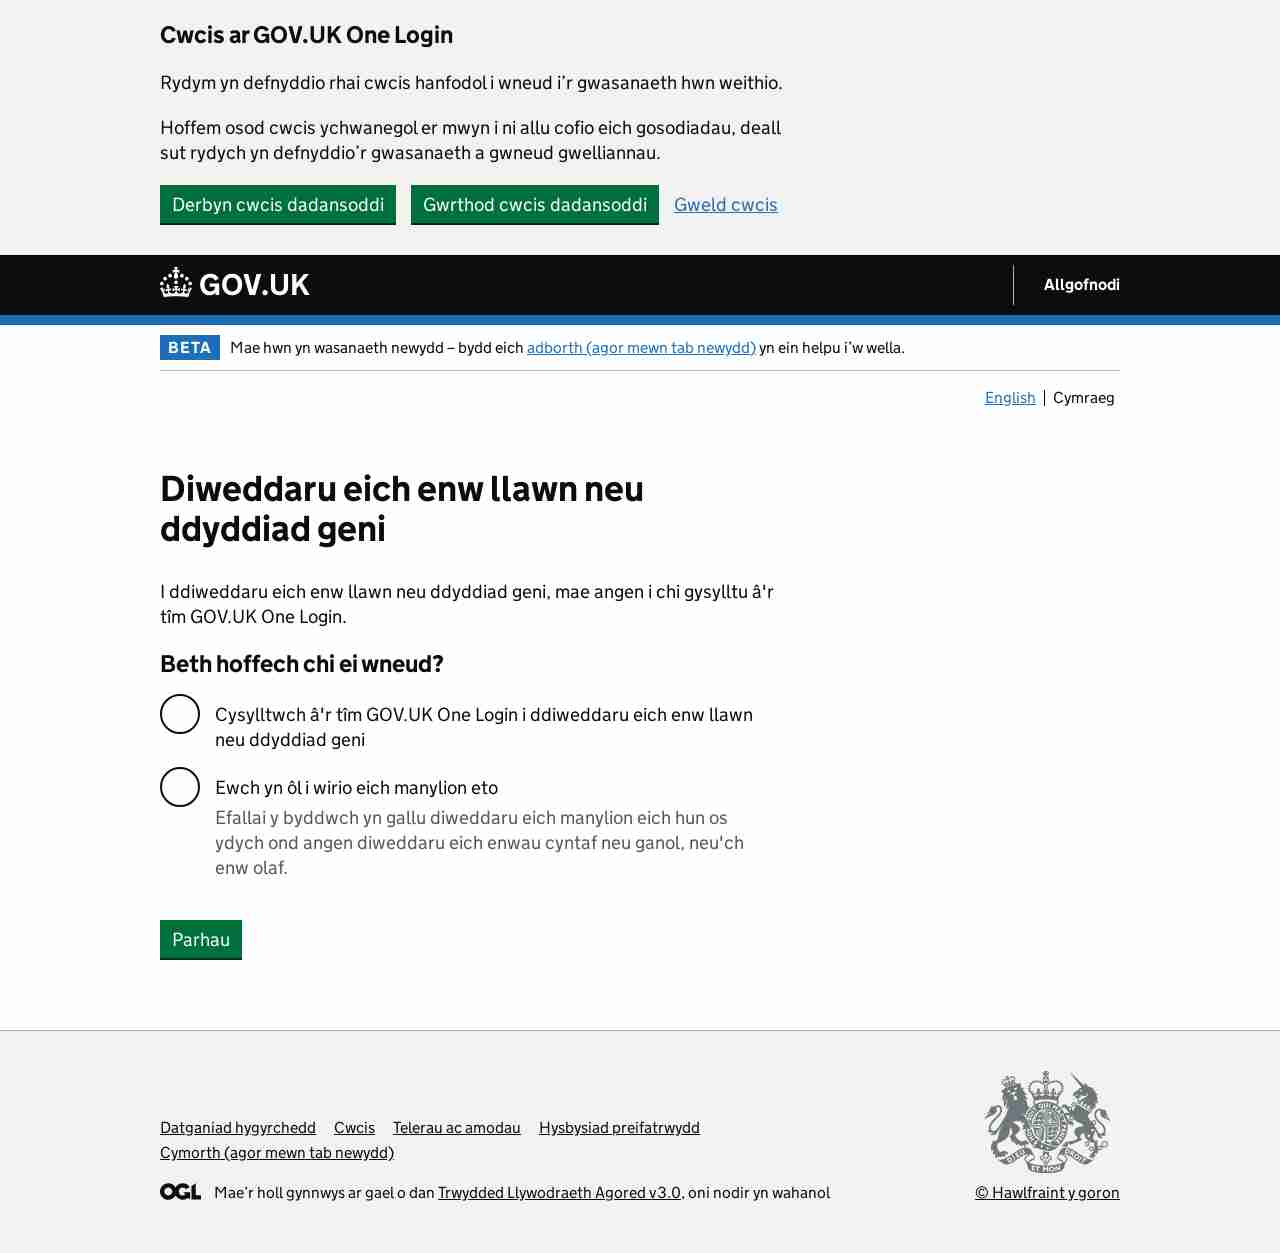 Cwcis ar GOV.UK One Login
Rydym yn defnyddio rhai cwcis hanfodol i wneud i’r gwasanaeth hwn weithio.
Hoffem osod cwcis ychwanegol er mwyn i ni allu cofio eich gosodiadau, deall
sut rydych yn defnyddio’r gwasanaeth a gwneud gwelliannau.
Derbyn cwcis dadansoddi Gwrthod cwcis dadansoddi Gweld cwcis
GOV.UK Allgofnodi
BETA Mae hwn yn wasanaeth newydd – bydd eich adborth (agor mewn tab newydd) yn ein helpu i’w wella.
English Cymraeg
Diweddaru eich enw llawn neu
ddyddiad geni
I ddiweddaru eich enw llawn neu ddyddiad geni, mae angen i chi gysylltu â'r
tîm GOV.UK One Login.
Beth hoffech chi ei wneud?
Cysylltwch â'r tîm GOV.UK One Login i ddiweddaru eich enw llawn
neu ddyddiad geni
Ewch yn ôl i wirio eich manylion eto
Efallai y byddwch yn gallu diweddaru eich manylion eich hun os
ydych ond angen diweddaru eich enwau cyntaf neu ganol, neu'ch
enw olaf.
Parhau
Datganiad hygyrchedd Cwcis Telerau ac amodau Hysbysiad preifatrwydd
Cymorth (agor mewn tab newydd)
OGL Mae’r holl gynnwys ar gael o dan Trwydded Llywodraeth Agored v3.0, oni nodir yn wahanol
DIEU ET MON DROIT
© Hawlfraint y goron